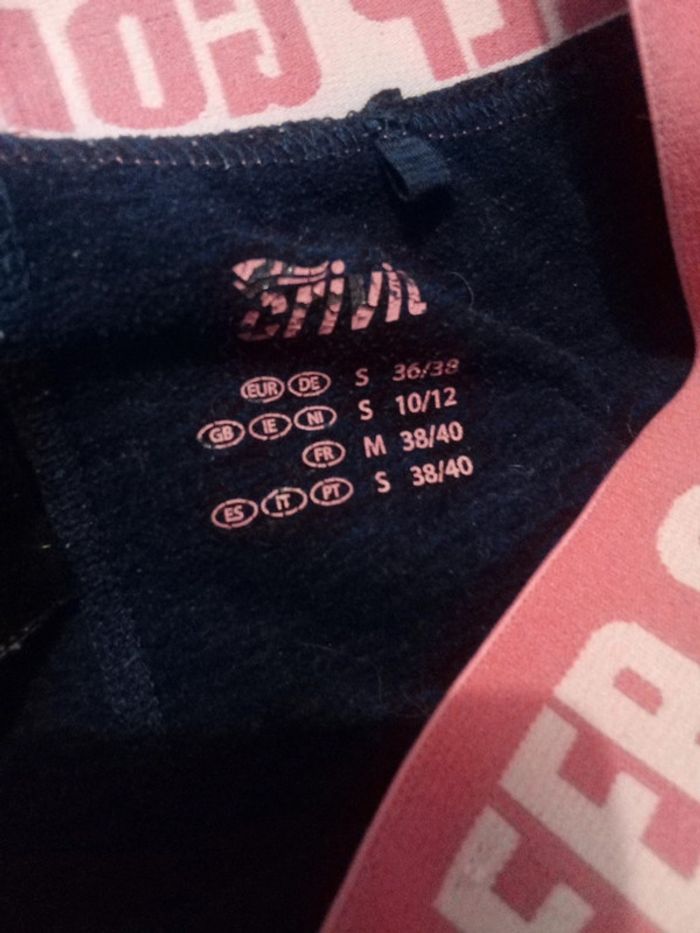 CRIVIT
EUR DE S 36/38
GB IE NI S 10/12
FR M 38/40
ES IT PT S 38/40